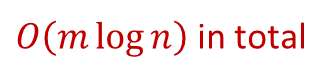 O(m log n) in total